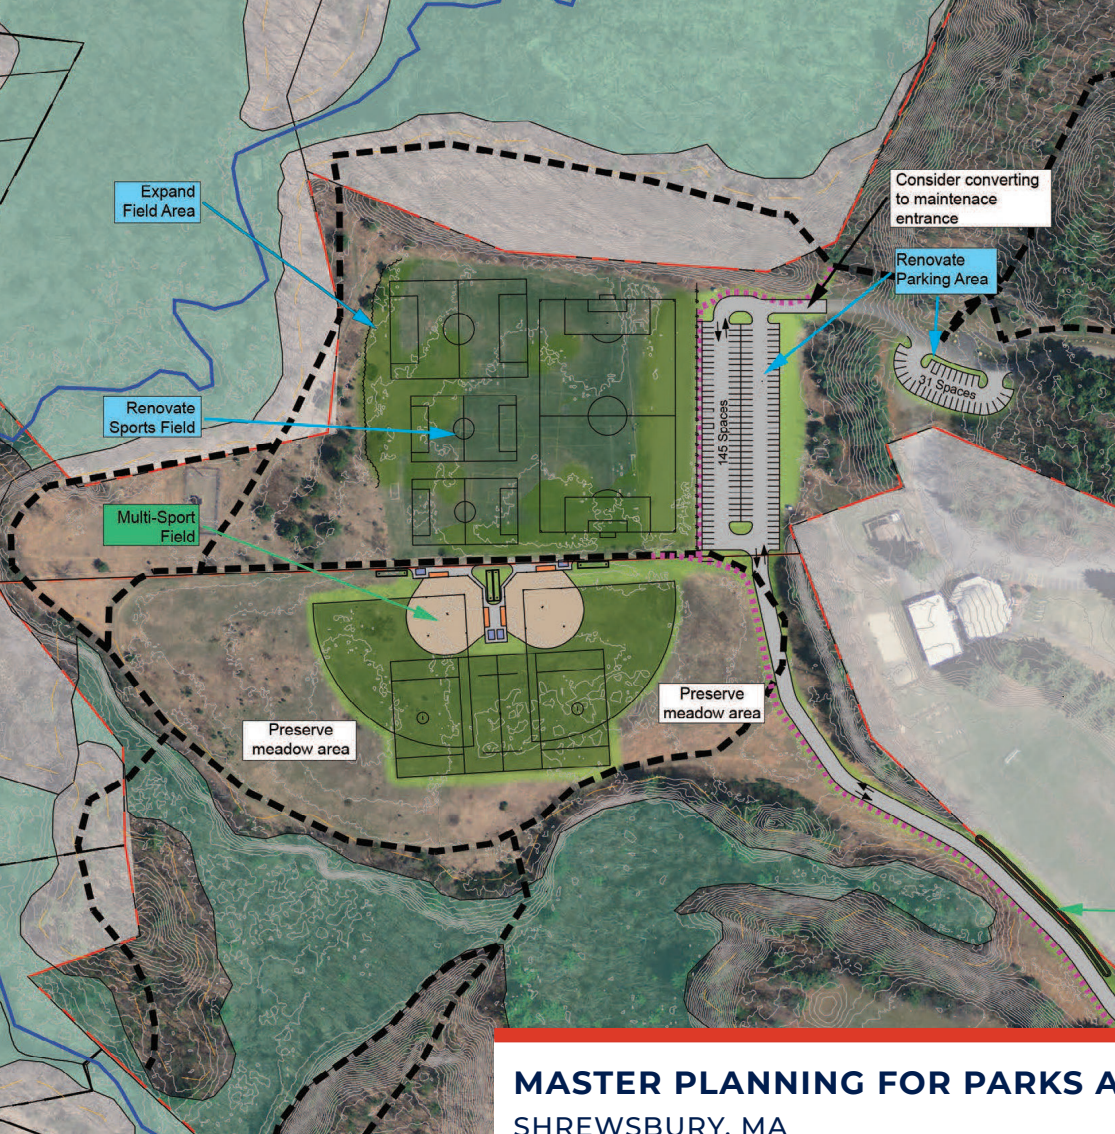 Expand
Field Area
Consider converting
to maintenace
entrance
Renovate
Parking Area
31 Spaces
Renovate
Sports Field
145 Spaces
Multi-Sport
Field
Preserve
meadow area
Preserve
meadow area
MASTER PLANNING FOR PARKS A
SHREWSBURY, MA